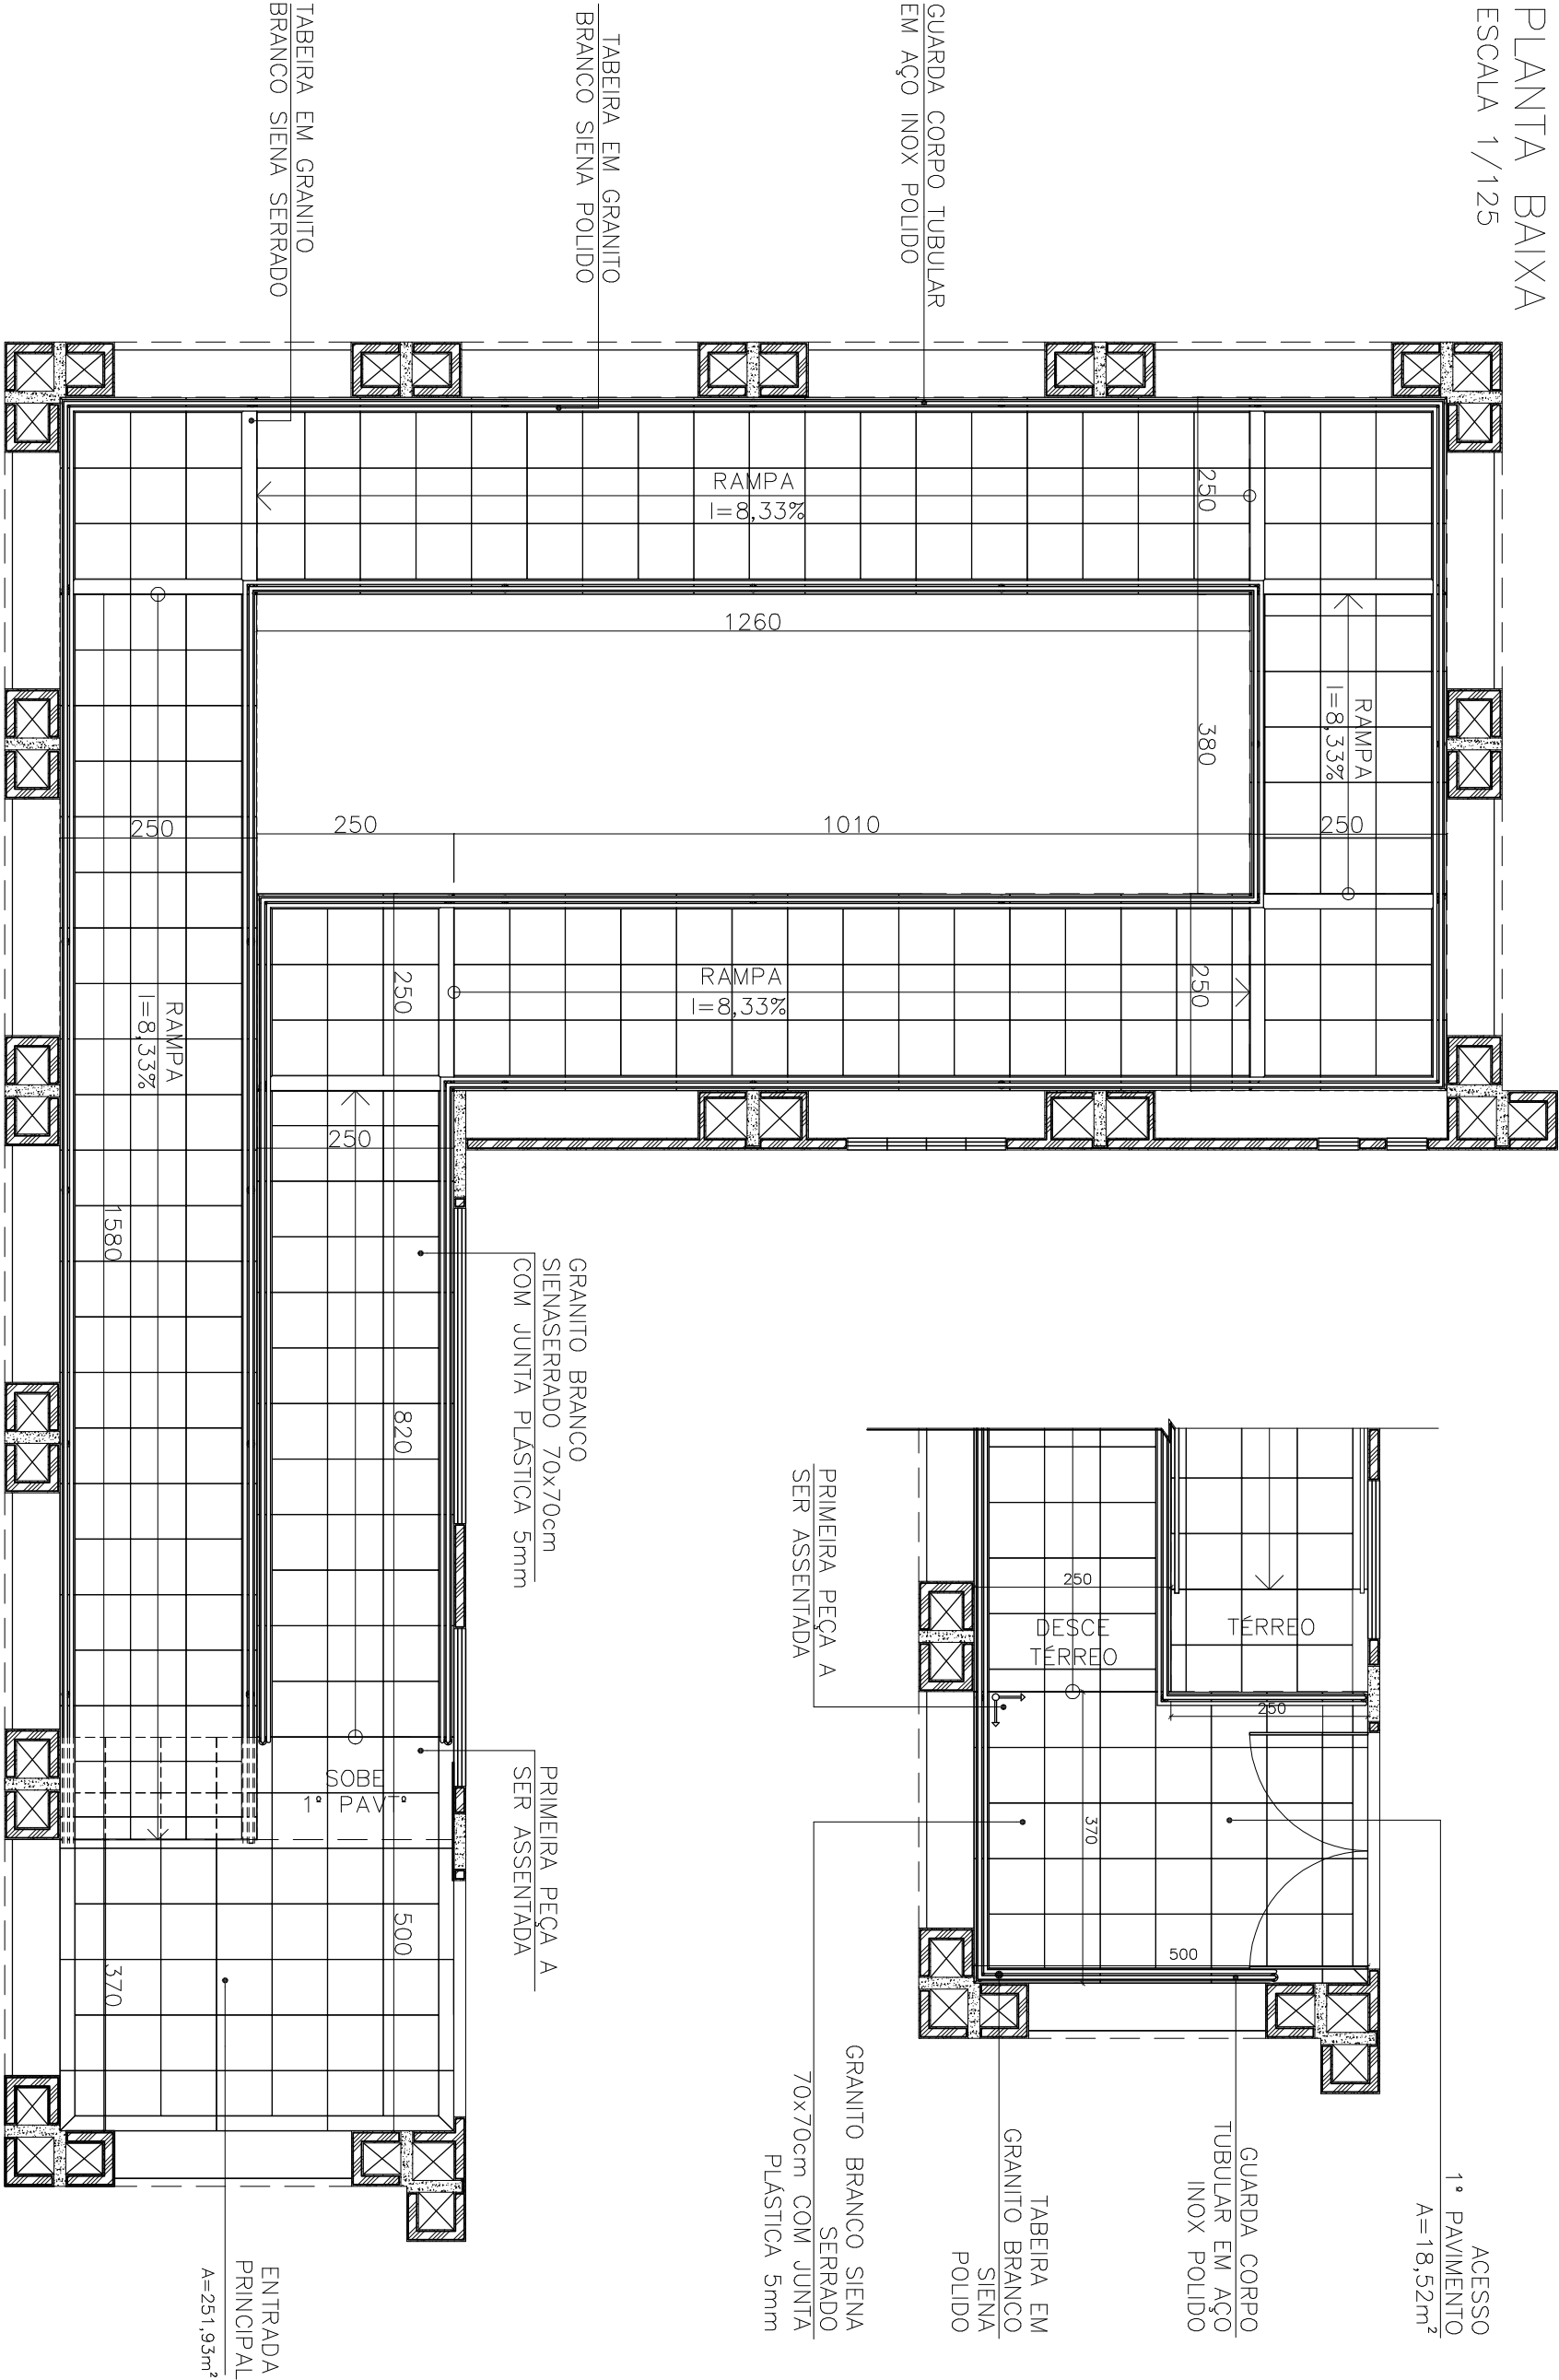 PLANTA BAIXA
ESCALA 1/125
GUARDA CORPO TUBULAR
EM AÇO INOX POLIDO
TABEIRA EM GRANITO
BRANCO SIENA POLIDO
TABEIRA EM GRANITO
BRANCO SIENA SERRADO
RAMPA
I=8,33%
250
1260
380
RAMPA
I=8,33%
250
250
1010
250
RAMPA
I=8,33%
250
250
RAMPA
I=8,33%
250
1580
820
GRANITO BRANCO
SIENASERRADO 70x70cm
COM JUNTA PLÁSTICA 5mm
PRIMEIRA PEÇA A
SER ASSENTADA
SOBE
1º PAVTº
500
370
ENTRADA
PRINCIPAL
A=251,93m²
PRIMEIRA PEÇA A
SER ASSENTADA
250
DESCE
TÉRREO
TÉRREO
250
370
500
ACESSO
1º PAVIMENTO
A=18,52m²
GUARDA CORPO
TUBULAR EM AÇO
INOX POLIDO
TABEIRA EM
GRANITO BRANCO
SIENA
POLIDO
GRANITO BRANCO SIENA
SERRADO
70x70cm COM JUNTA
PLÁSTICA 5mm